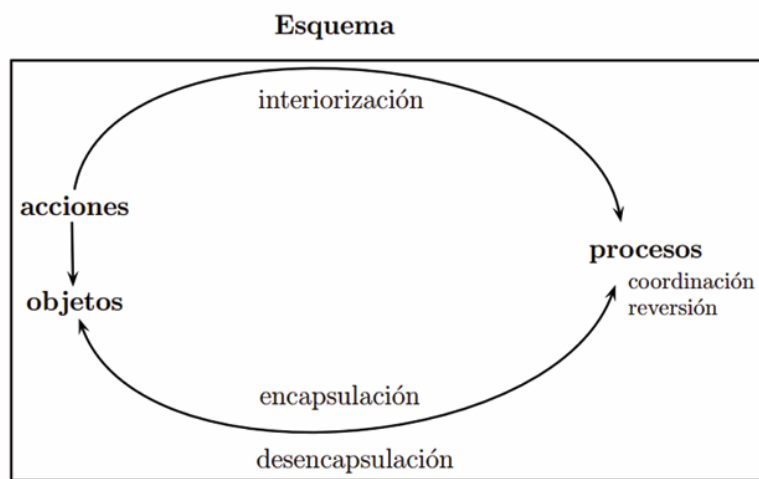 Esquema
interiorización
acciones
procesos
coordinación
reversión
objetos
encapsulación
desencapsulación